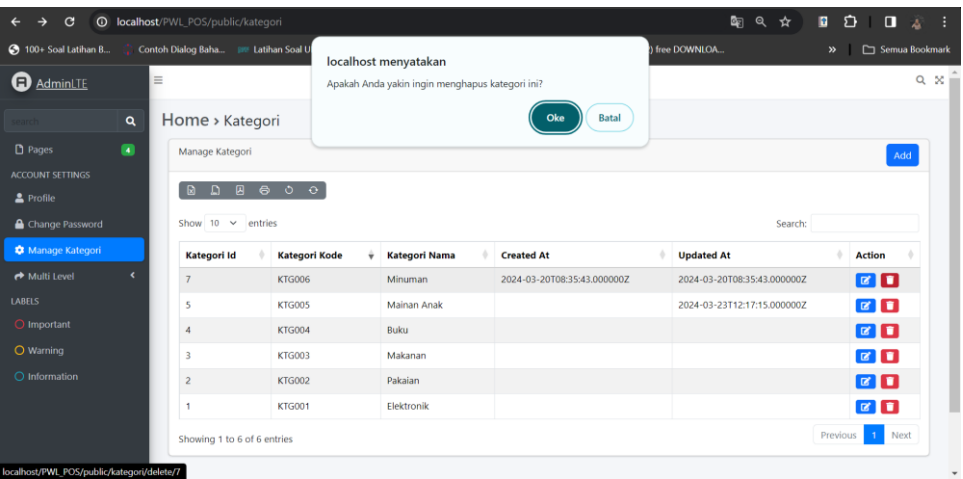 localhost/PWL_POS/public/kategori
100+ Soal Latihan B...
Contoh Dialog Baha...
Latihan Soal U
) free DOWNLOA...
»
Semua Bookmark
localhost menyatakan
Apakah Anda yakin ingin menghapus kategori ini?
Oke
Batal
AdminLTE
search
Pages
4
ACCOUNT SETTINGS
Profile
Change Password
Manage Kategori
Multi Level
LABELS
Important
Warning
Information
Home › Kategori
Manage Kategori
Add
Show 10 entries
Search:
Kategori Id Kategori Kode Kategori Nama Created At Updated At Action
7 KTG006 Minuman 2024-03-20T08:35:43.000000Z 2024-03-20T08:35:43.000000Z
5 KTG005 Mainan Anak 2024-03-23T12:17:15.000000Z
4 KTG004 Buku
3 KTG003 Makanan
2 KTG002 Pakaian
1 KTG001 Elektronik
Showing 1 to 6 of 6 entries
Previous 1 Next
localhost/PWL_POS/public/kategori/delete/7